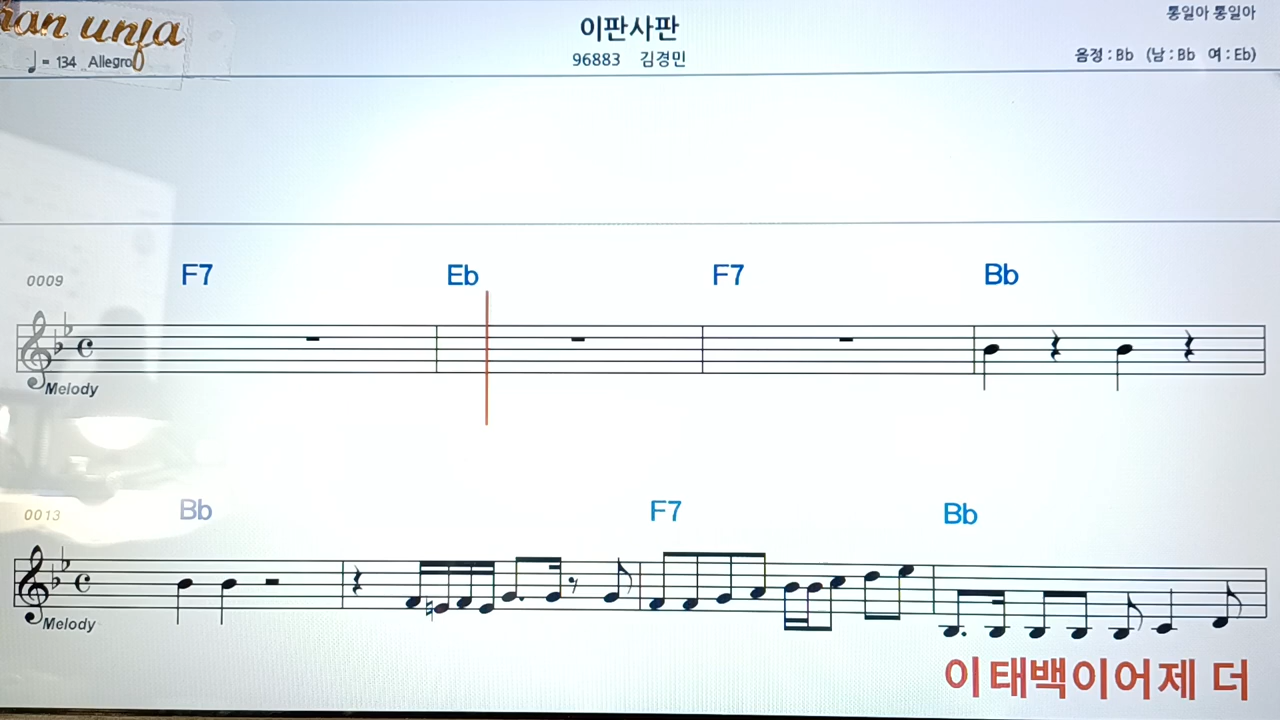 이판사판
통일아 통일아
♩ = 134 Allegro
96883 김경민
음정 : Bb (남 : Bb 여 : Eb)
F7 Eb F7 Bb
0009
Melody
Bb F7 Bb
0013
Melody
이태백이어제 더